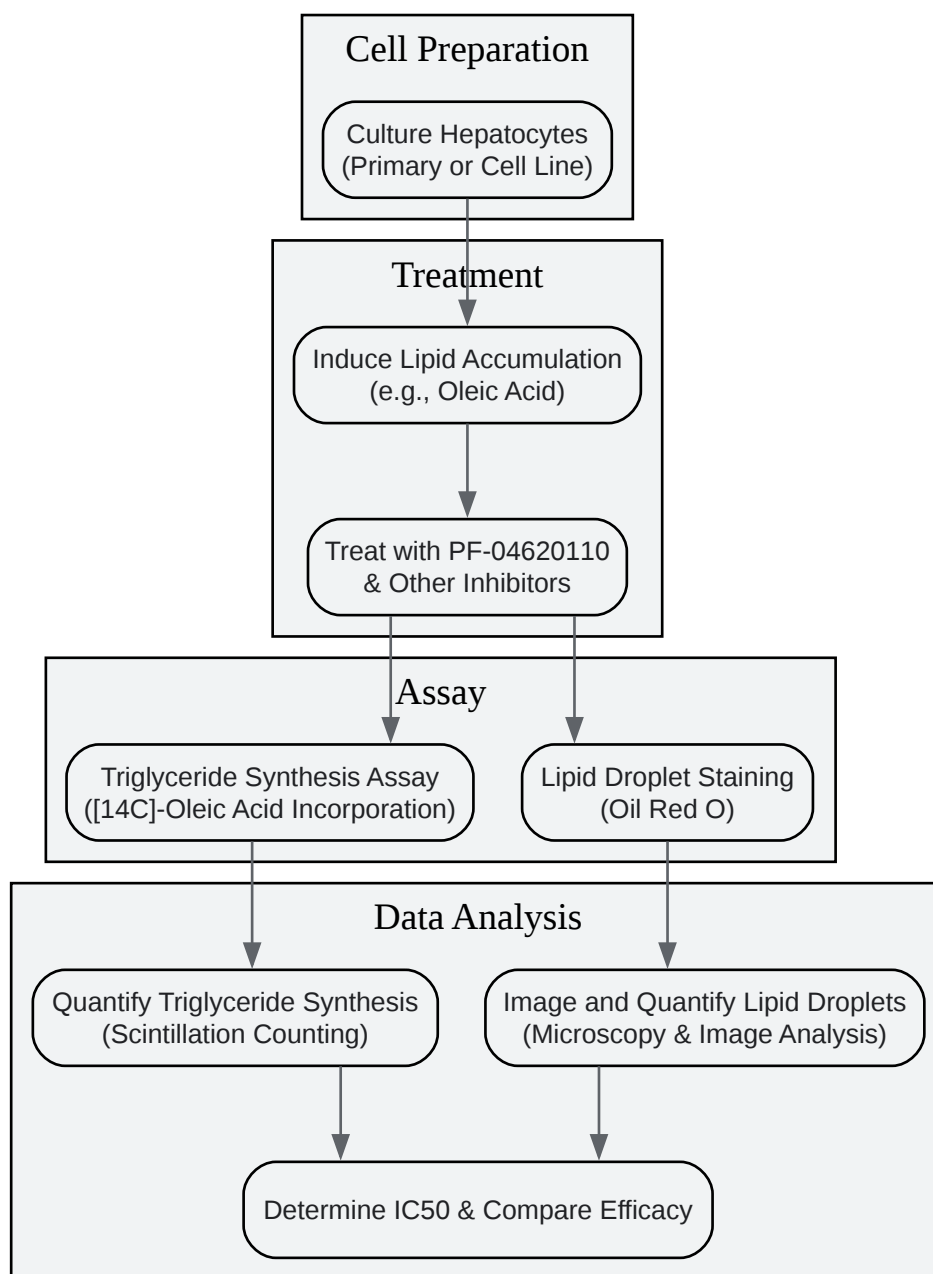 Cell Preparation
Culture Hepatocytes
(Primary or Cell Line)
Treatment
Induce Lipid Accumulation
(e.g., Oleic Acid)
Treat with PF-04620110
& Other Inhibitors
Assay
Triglyceride Synthesis Assay
([14C]-Oleic Acid Incorporation)
Lipid Droplet Staining
(Oil Red O)
Data Analysis
Quantify Triglyceride Synthesis
(Scintillation Counting)
Image and Quantify Lipid Droplets
(Microscopy & Image Analysis)
Determine IC50 & Compare Efficacy